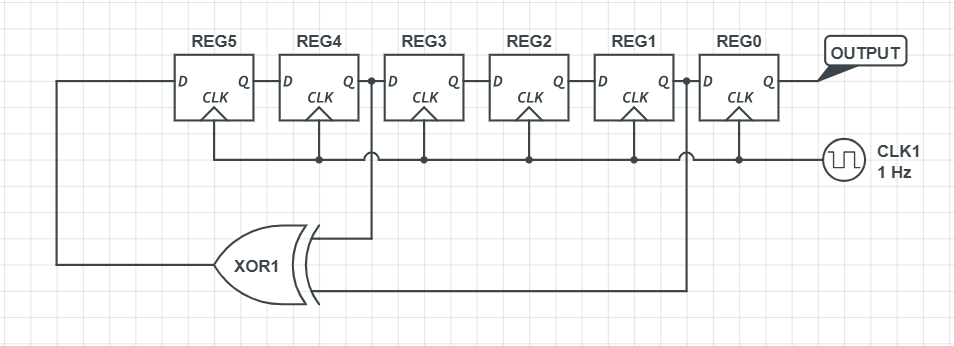 REG5 REG4 REG3 REG2 REG1 REG0
OUTPUT
D Q D Q D Q D Q D Q D Q
CLK CLK CLK CLK CLK CLK
CLK1
1 Hz
XOR1